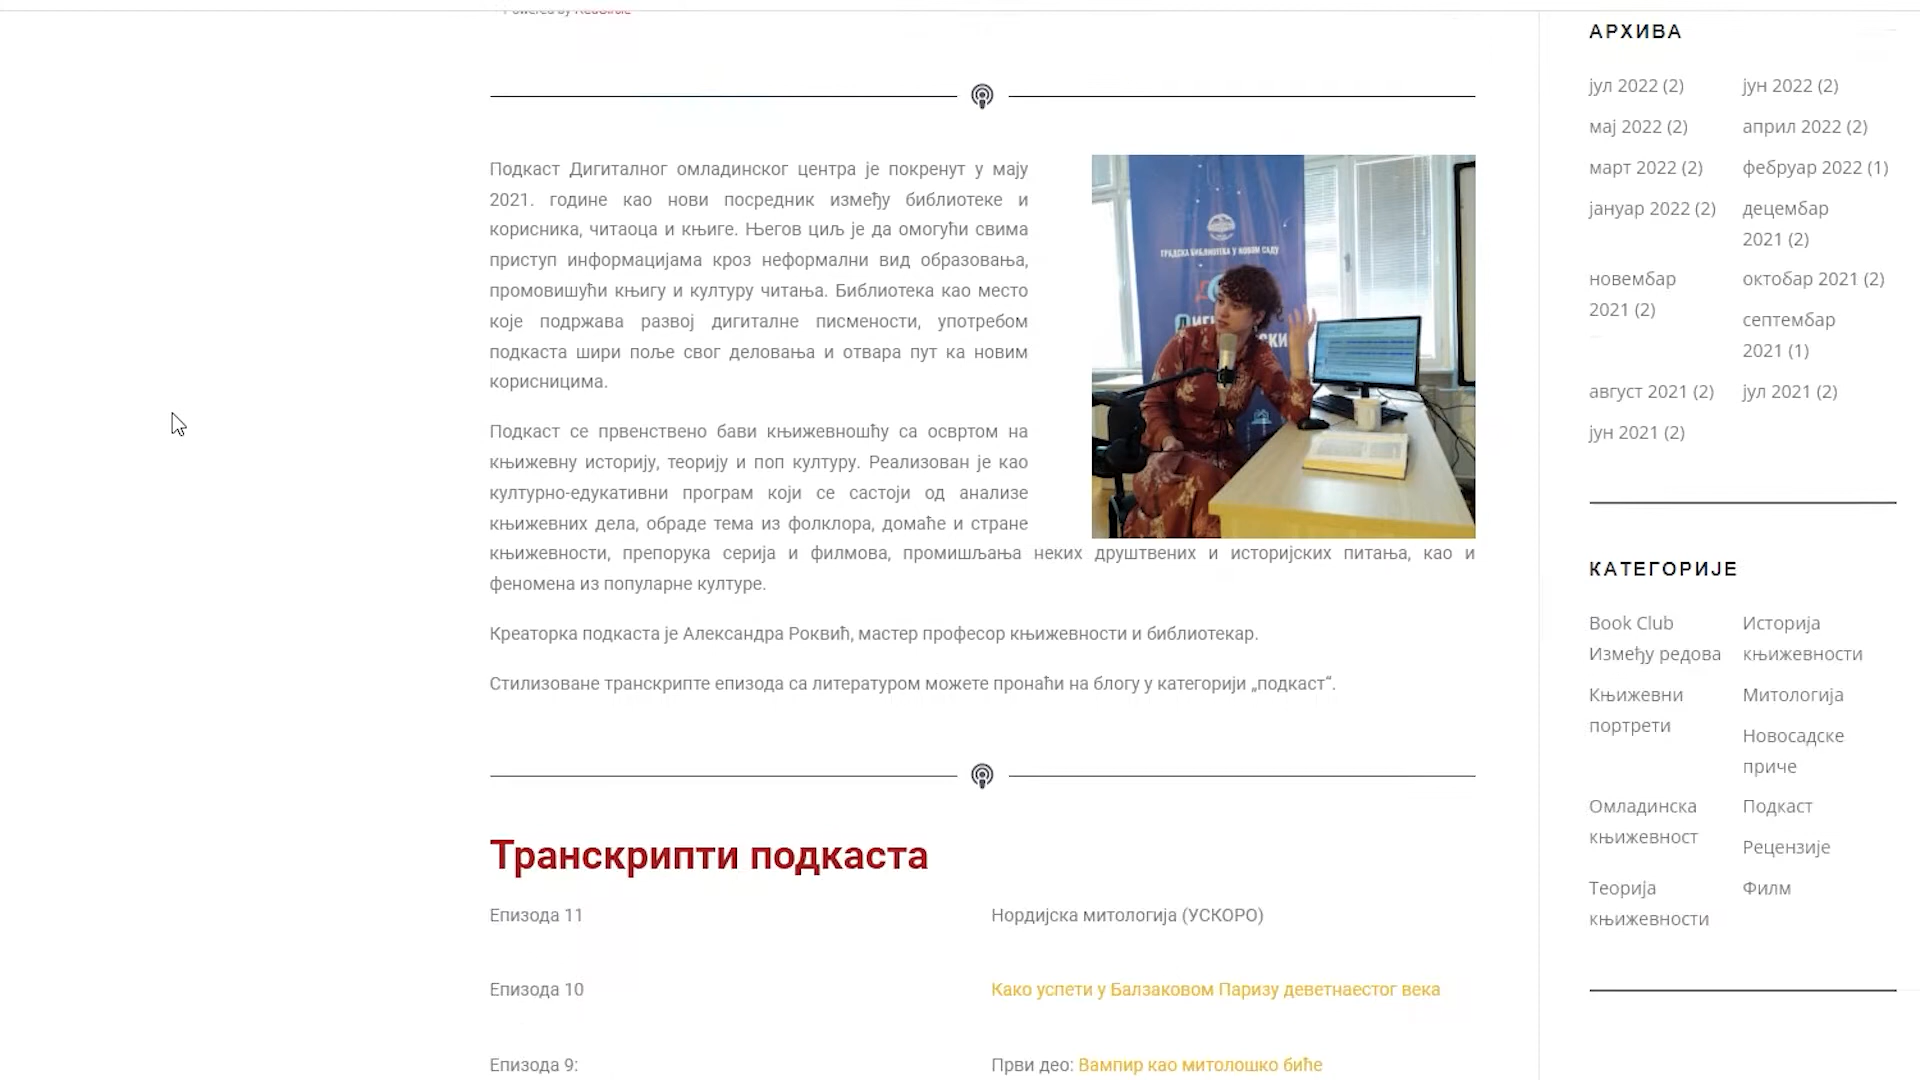 Powered by RedCircle
Подкаст Дигиталног омладинског центра је покренут у мају
2021. године као нови посредник између библиотеке и
корисника, читаоца и књиге. Његов циљ је да омогући свима
приступ информацијама кроз неформални вид образовања,
промовишући књигу и културу читања. Библиотека као место
које подржава развој дигиталне писмености, употребом
подкаста шири поље свог деловања и отвара пут ка новим
корисницима.
ГРАДСКА БИБЛИОТЕКА У НОВОМ САДУ
Подкаст се првенствено бави књижевношћу са освртом на
књижевну историју, теорију и поп културу. Реализован је као
културно-едукативни програм који се састоји од анализе
књижевних дела, обраде тема из фолклора, домаће и стране
књижевности, препорука серија и филмова, промишљања неких друштвених и историјских питања, као и
феномена из популарне културе.
Креаторка подкаста је Александра Роквић, мастер професор књижевности и библиотекар.
Стилизоване транскрипте епизода са литературом можете пронаћи на блогу у категорији „подкаст“.
Транскрипти подкаста
Епизода 11
Нордијска митологија (УСКОРО)
Епизода 10
Како успети у Балзаковом Паризу деветнаестог века
Епизода 9:
Први део: Вампир као митолошко биће
АРХИВА
јул 2022 (2)
јун 2022 (2)
мај 2022 (2)
април 2022 (2)
март 2022 (2)
фебруар 2022 (1)
јануар 2022 (2)
децембар
2021 (2)
новембар
2021 (2)
октобар 2021 (2)
септембар
2021 (1)
август 2021 (2)
јул 2021 (2)
јун 2021 (2)
КАТЕГОРИЈЕ
Book Club
Између редова
Историја
књижевности
Књижевни
портрети
Митологија
Новосадске
приче
Омладинска
књижевност
Подкаст
Рецензије
Теорија
књижевности
Филм